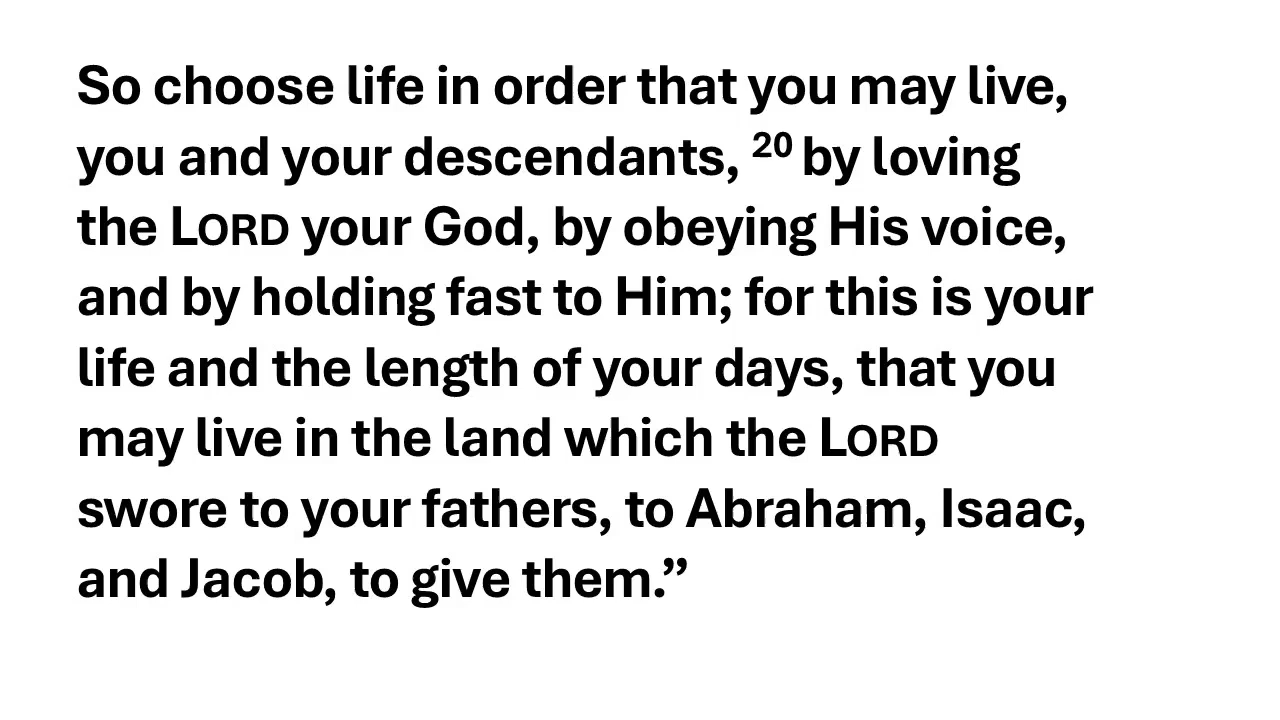 So choose life in order that you may live,
you and your descendants, 20 by loving
the LORD your God, by obeying His voice,
and by holding fast to Him; for this is your
life and the length of your days, that you
may live in the land which the LORD
swore to your fathers, to Abraham, Isaac,
and Jacob, to give them.”